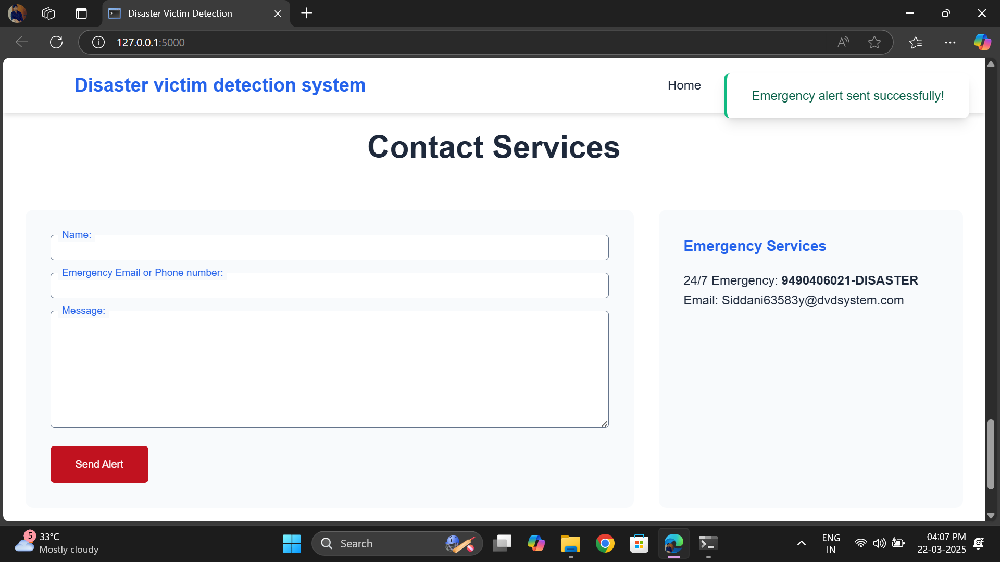 Disaster Victim Detection
127.0.0.1:5000
Disaster victim detection system
Home
Emergency alert sent successfully!
Contact Services
Name:
Emergency Email or Phone number:
Message:
Send Alert
Emergency Services
24/7 Emergency: 9490406021-DISASTER
Email: Siddani63583y@dvdsystem.com
5
33°C
Mostly cloudy
Search
ENG
IN
04:07 PM
22-03-2025